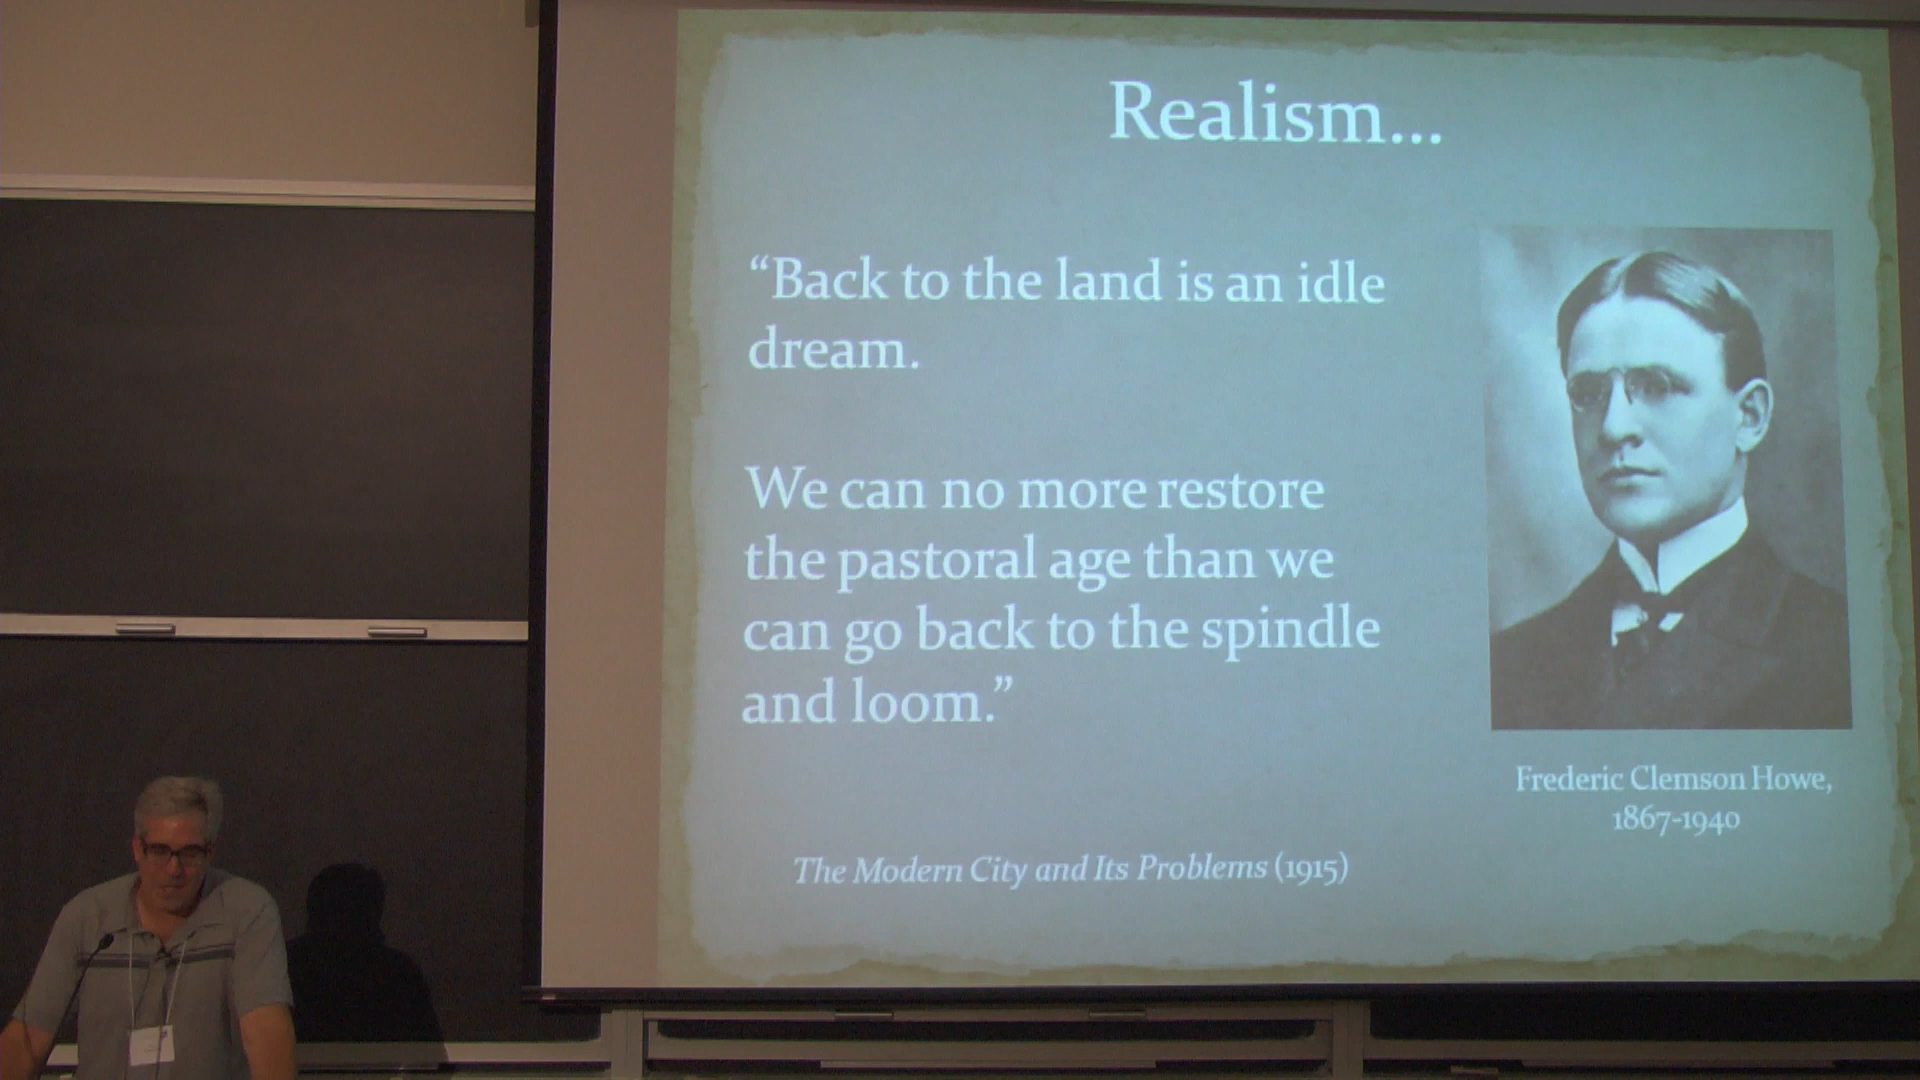 Realism...
“Back to the land is an idle
dream.
We can no more restore
the pastoral age than we
can go back to the spindle
and loom.”
Frederic Clemson Howe,
1867-1940
The Modern City and Its Problems (1915)